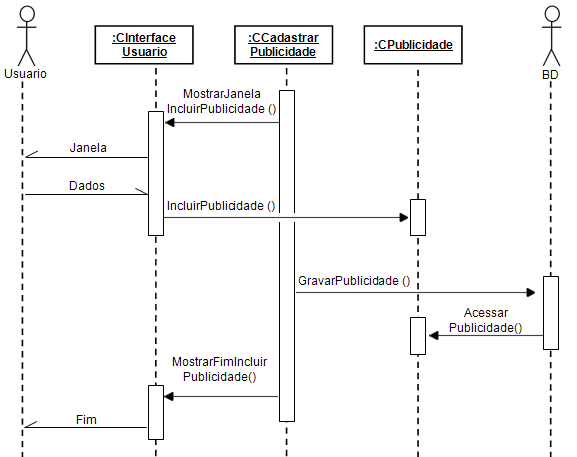 :CInterface
Usuario
:CCadastrar
Publicidade
:CPublicidade
Usuario
BD
MostrarJanela
IncluirPublicidade ()
Janela
Dados
IncluirPublicidade ()
GravarPublicidade ()
Acessar
Publicidade()
MostrarFimIncluir
Publicidade()
Fim